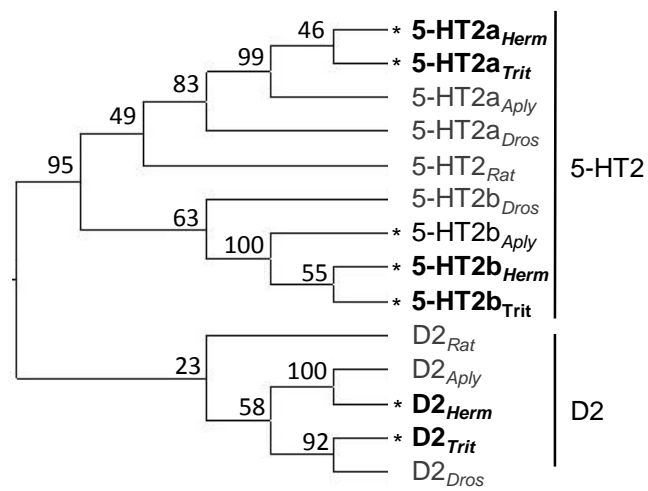 46 * 5-HT2aHerm
99 * 5-HT2aTrit
83 5-HT2aAply
49 5-HT2aDros
95 5-HT2Rat 5-HT2
63 5-HT2bDros
100 * 5-HT2bAply
55 * 5-HT2bHerm
* 5-HT2bTrit
D2Rat
23 100 D2Aply
58 * D2Herm D2
92 * D2Trit
D2Dros